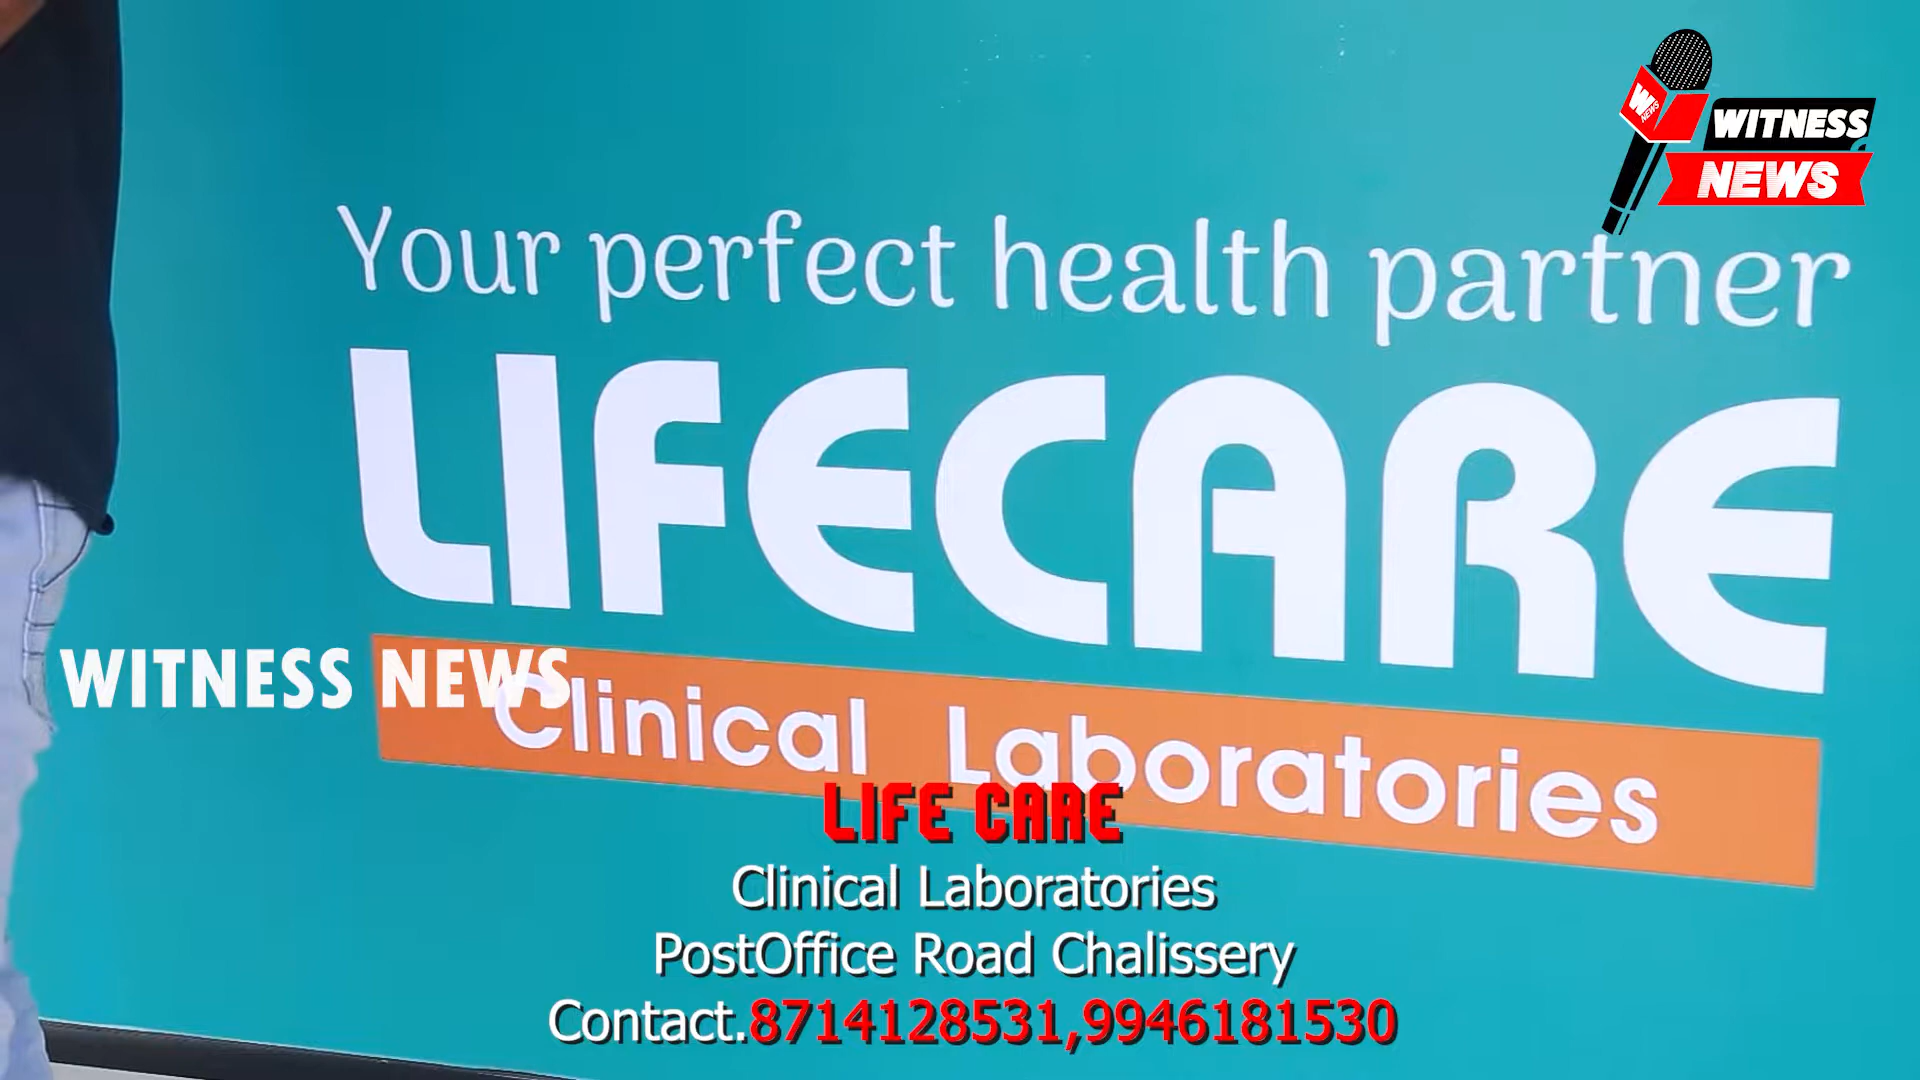 WITNESS
NEWS
Your perfect health partner
LIFECARE
WITNESS NEWS
Clinical Laboratories
LIFE CARE
Clinical Laboratories
PostOffice Road Chalissery
Contact.8714128531,9946181530